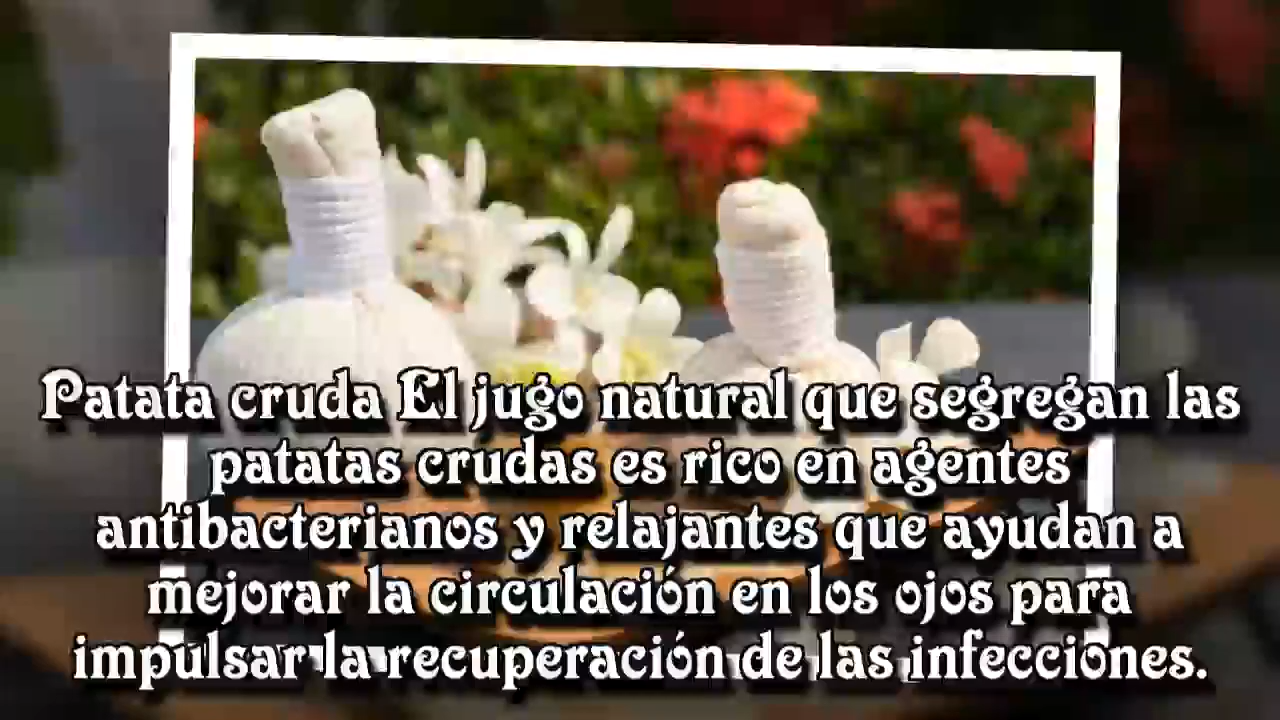 Patata cruda El jugo natural que segregan las
patatas crudas es rico en agentes
antibacterianos y relajantes que ayudan a
mejorar la circulación en los ojos para
impulsar la recuperación de las infecciones.